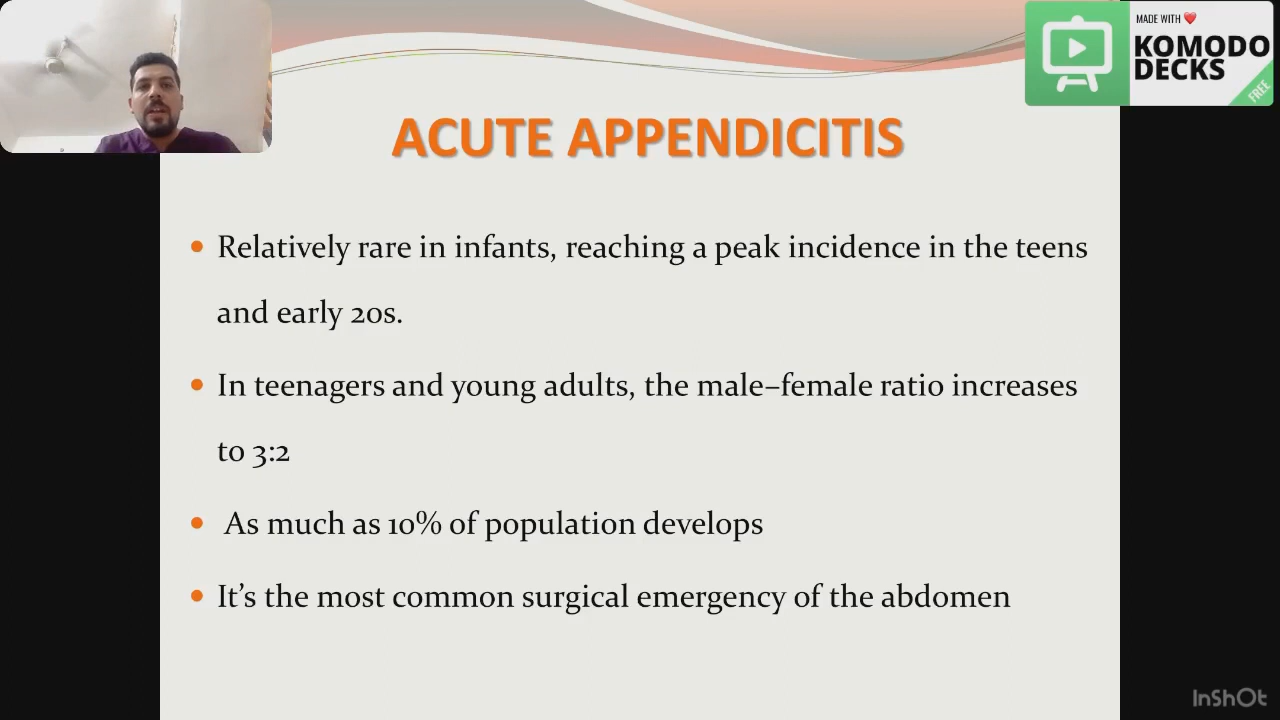 MADE WITH ❤️
KOMODO
DECKS
FREE
ACUTE APPENDICITIS
• Relatively rare in infants, reaching a peak incidence in the teens
and early 20s.
• In teenagers and young adults, the male–female ratio increases
to 3:2
• As much as 10% of population develops
• It’s the most common surgical emergency of the abdomen
InShOt